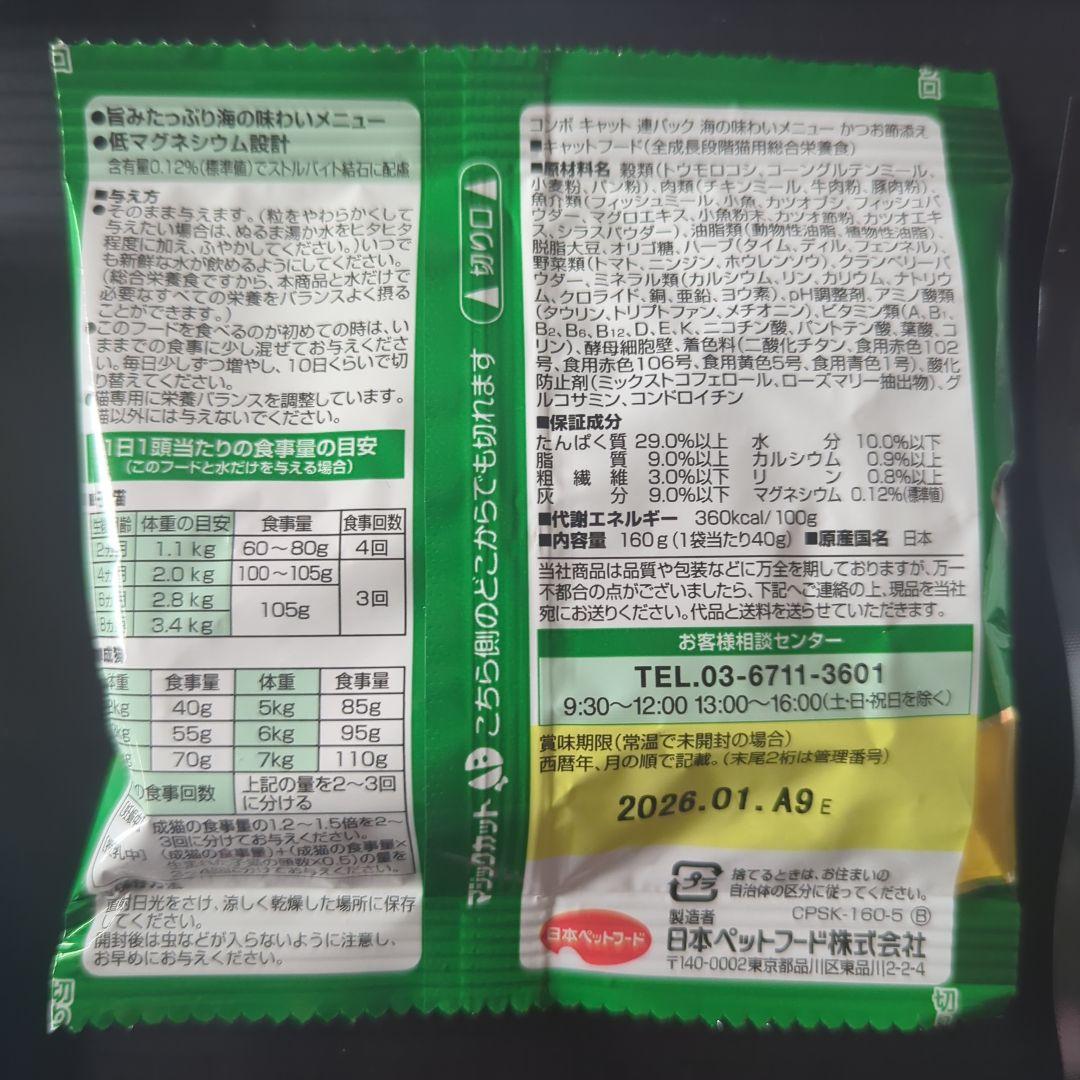 ●旨みたっぷり海の味わいメニュー
●低マグネシウム設計
含有量0.12%(標準値)でストルバイト結石に配慮
■与え方
●そのまま与えます。(粒をやわらかくして
与えたい場合は、ぬるま湯か水をヒタヒタ
程度に加え、ふやかしてください。)いつで
も新鮮な水が飲めるようにしてください。
(総合栄養食ですから、本商品と水だけで
必要なすべての栄養をバランスよく摂る
ことができます。)
●このフードを食べるのが初めての時は、い
ままでの食事に少し混ぜてお与えくださ
い。毎日少しずつ増やし、10日くらいで切
り替えてください。
猫専用に栄養バランスを調整しています。
猫以外には与えないでください。
1日1頭当たりの食事量の目安
(このフードと水だけを与える場合)
体重の目安 食事量 食事回数
2ヵ月 1.1kg 60～80g 4回
4ヵ月 2.0kg 100～105g
6ヵ月 2.8kg 105g 3回
8ヵ月 3.4kg
■成猫
体重 食事量 体重 食事量
40g 5kg 85g
55g 6kg 95g
70g 7kg 110g
の食事回数 上記の量を2～3回
に分ける
成猫の食事量の1.2～1.5倍を2～
3回に分けてお与えください。
(成猫の食事量)+(成猫の食事量×
頭数×0.5)の量を
日光をさけ、涼しく乾燥した場所に保存
してください。
開封後は虫などが入らないように注意し、
お早めにお与えください。
マジックカット こちら側のどこからでも切れます
◀切り口▶
コンボ キャット 連パック 海の味わいメニュー かつお節添え
■キャットフード(全成長段階猫用総合栄養食)
■原材料名 穀類(トウモロコシ、コーングルテンミール、
小麦粉、パン粉)、肉類(チキンミール、牛肉粉、豚肉粉)、
魚介類(フィッシュミール、小魚、カツオブシ、フィッシュパ
ウダー、マグロエキス、小魚粉末、カツオ節粉、カツオエキ
ス、シラスパウダー)、油脂類(動物性油脂、植物性油脂)、
脱脂大豆、オリゴ糖、ハーブ(タイム、ディル、フェンネル)、
野菜類(トマト、ニンジン、ホウレンソウ)、クランベリーパ
ウダー、ミネラル類(カルシウム、リン、カリウム、ナトリウ
ム、クロライド、銅、亜鉛、ヨウ素)、pH調整剤、アミノ酸類
(タウリン、トリプトファン、メチオニン)、ビタミン類(A、B1、
B2、B6、B12、D、E、K、ニコチン酸、パントテン酸、葉酸、コ
リン)、酵母細胞壁、着色料(二酸化チタン、食用赤色102
号、食用赤色106号、食用黄色5号、食用青色1号)、酸化
防止剤(ミックストコフェロール、ローズマリー抽出物)、グ
ルコサミン、コンドロイチン
■保証成分
たんぱく質 29.0%以上 水分 10.0%以下
脂質 9.0%以上 カルシウム 0.9%以上
粗繊維 3.0%以下 リン 0.8%以上
灰分 9.0%以下 マグネシウム 0.12%(標準値)
■代謝エネルギー 360kcal/100g
■内容量 160g(1袋当たり40g) ■原産国名 日本
当社商品は品質や包装などに万全を期しておりますが、万一
不都合の点がございましたら、下記へご連絡の上、現品を当社
宛にお送りください。代品と送料を送らせていただきます。
お客様相談センター
TEL.03-6711-3601
9:30～12:00 13:00～16:00(土・日・祝日を除く)
賞味期限(常温で未開封の場合)
西暦年、月の順で記載。(末尾2桁は管理番号)
2026.01.A9 E
プラ
捨てるときは、お住まいの
自治体の区分に従ってください。
CPSK-160-5 Ⓑ
製造者
日本ペットフード
日本ペットフード株式会社
〒140-0002東京都品川区東品川2-2-4